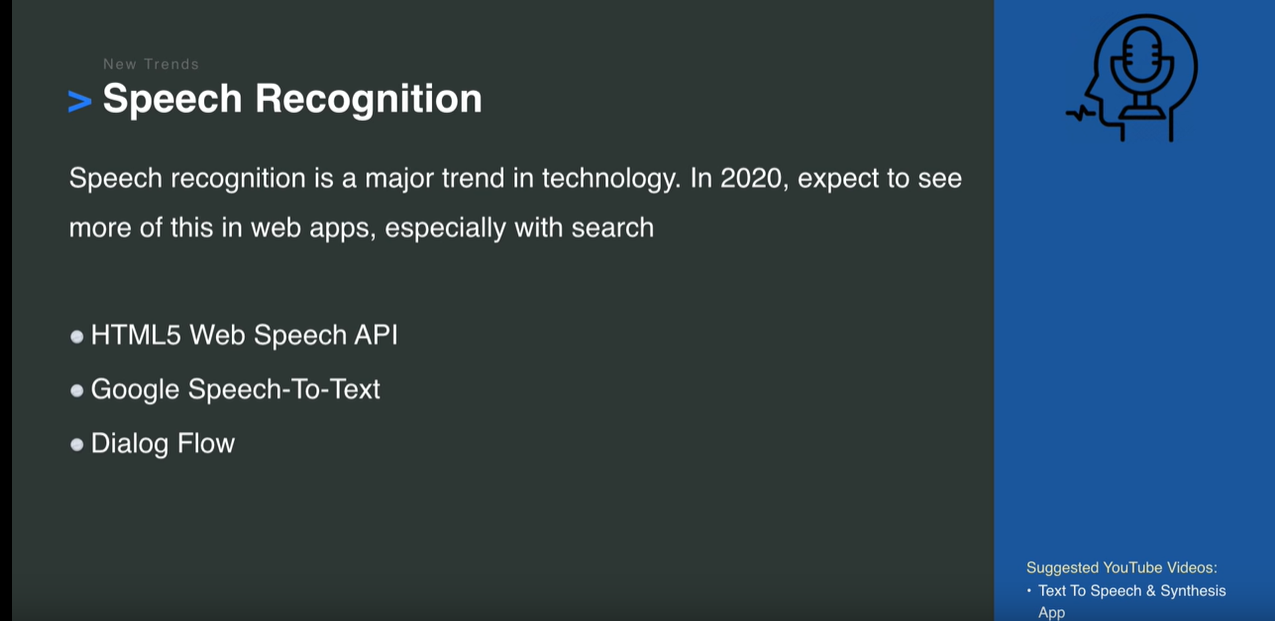 New Trends
> Speech Recognition
Speech recognition is a major trend in technology. In 2020, expect to see
more of this in web apps, especially with search
● HTML5 Web Speech API
● Google Speech-To-Text
● Dialog Flow
Suggested YouTube Videos:
• Text To Speech & Synthesis
App